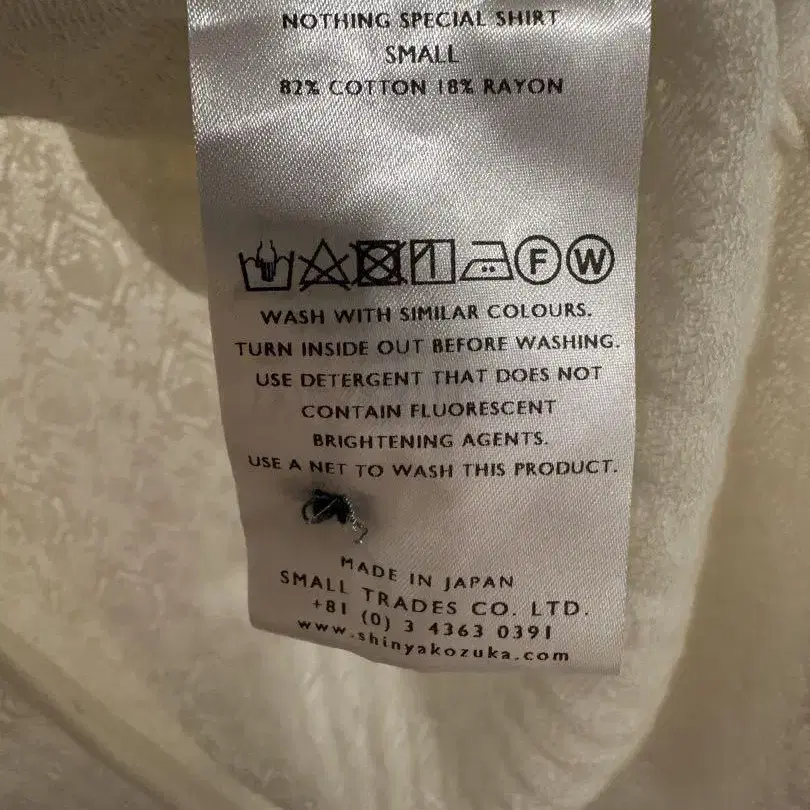 NOTHING SPECIAL SHIRT
SMALL
82% COTTON 18% RAYON
F W
WASH WITH SIMILAR COLOURS.
TURN INSIDE OUT BEFORE WASHING.
USE DETERGENT THAT DOES NOT
CONTAIN FLUORESCENT
BRIGHTENING AGENTS.
USE A NET TO WASH THIS PRODUCT.
MADE IN JAPAN
SMALL TRADES CO. LTD.
+81 (0) 3 4363 0391
www.shinyakozuka.com